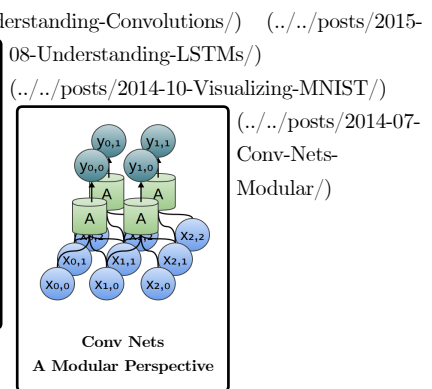 derstanding-Convolutions/) (../../posts/2015-
08-Understanding-LSTMs/)
(../../posts/2014-10-Visualizing-MNIST/)
(../../posts/2014-07-
Conv-Nets-
Modular/)
y0,1 y1,1
y0,0 y1,0
A A
A A
x2,2
x0,1 x1,1 x2,1
x0,0 x1,0 x2,0
Conv Nets
A Modular Perspective